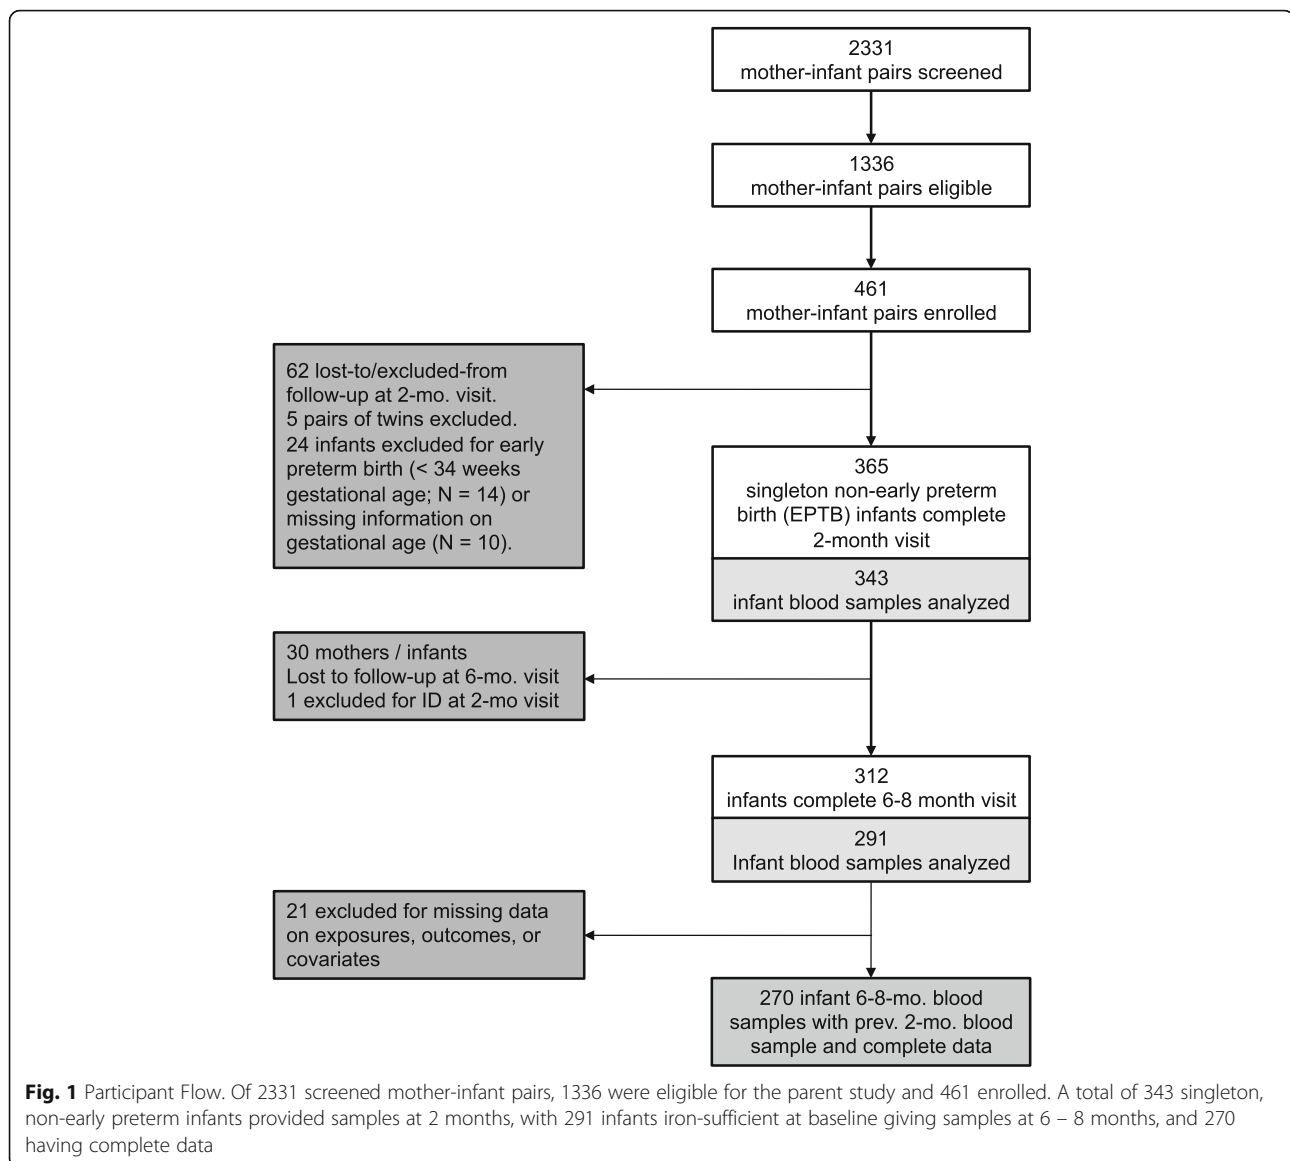 2331
mother-infant pairs screened
1336
mother-infant pairs eligible
461
mother-infant pairs enrolled
62 lost-to/excluded-from
follow-up at 2-mo. visit.
5 pairs of twins excluded.
24 infants excluded for early
preterm birth (< 34 weeks
gestational age; N = 14) or
missing information on
gestational age (N = 10).
365
singleton non-early preterm
birth (EPTB) infants complete
2-month visit
343
infant blood samples analyzed
30 mothers / infants
Lost to follow-up at 6-mo. visit
1 excluded for ID at 2-mo visit
312
infants complete 6-8 month visit
291
Infant blood samples analyzed
21 excluded for missing data
on exposures, outcomes, or
covariates
270 infant 6-8-mo. blood
samples with prev. 2-mo. blood
sample and complete data
Fig. 1 Participant Flow. Of 2331 screened mother-infant pairs, 1336 were eligible for the parent study and 461 enrolled. A total of 343 singleton,
non-early preterm infants provided samples at 2 months, with 291 infants iron-sufficient at baseline giving samples at 6 – 8 months, and 270
having complete data